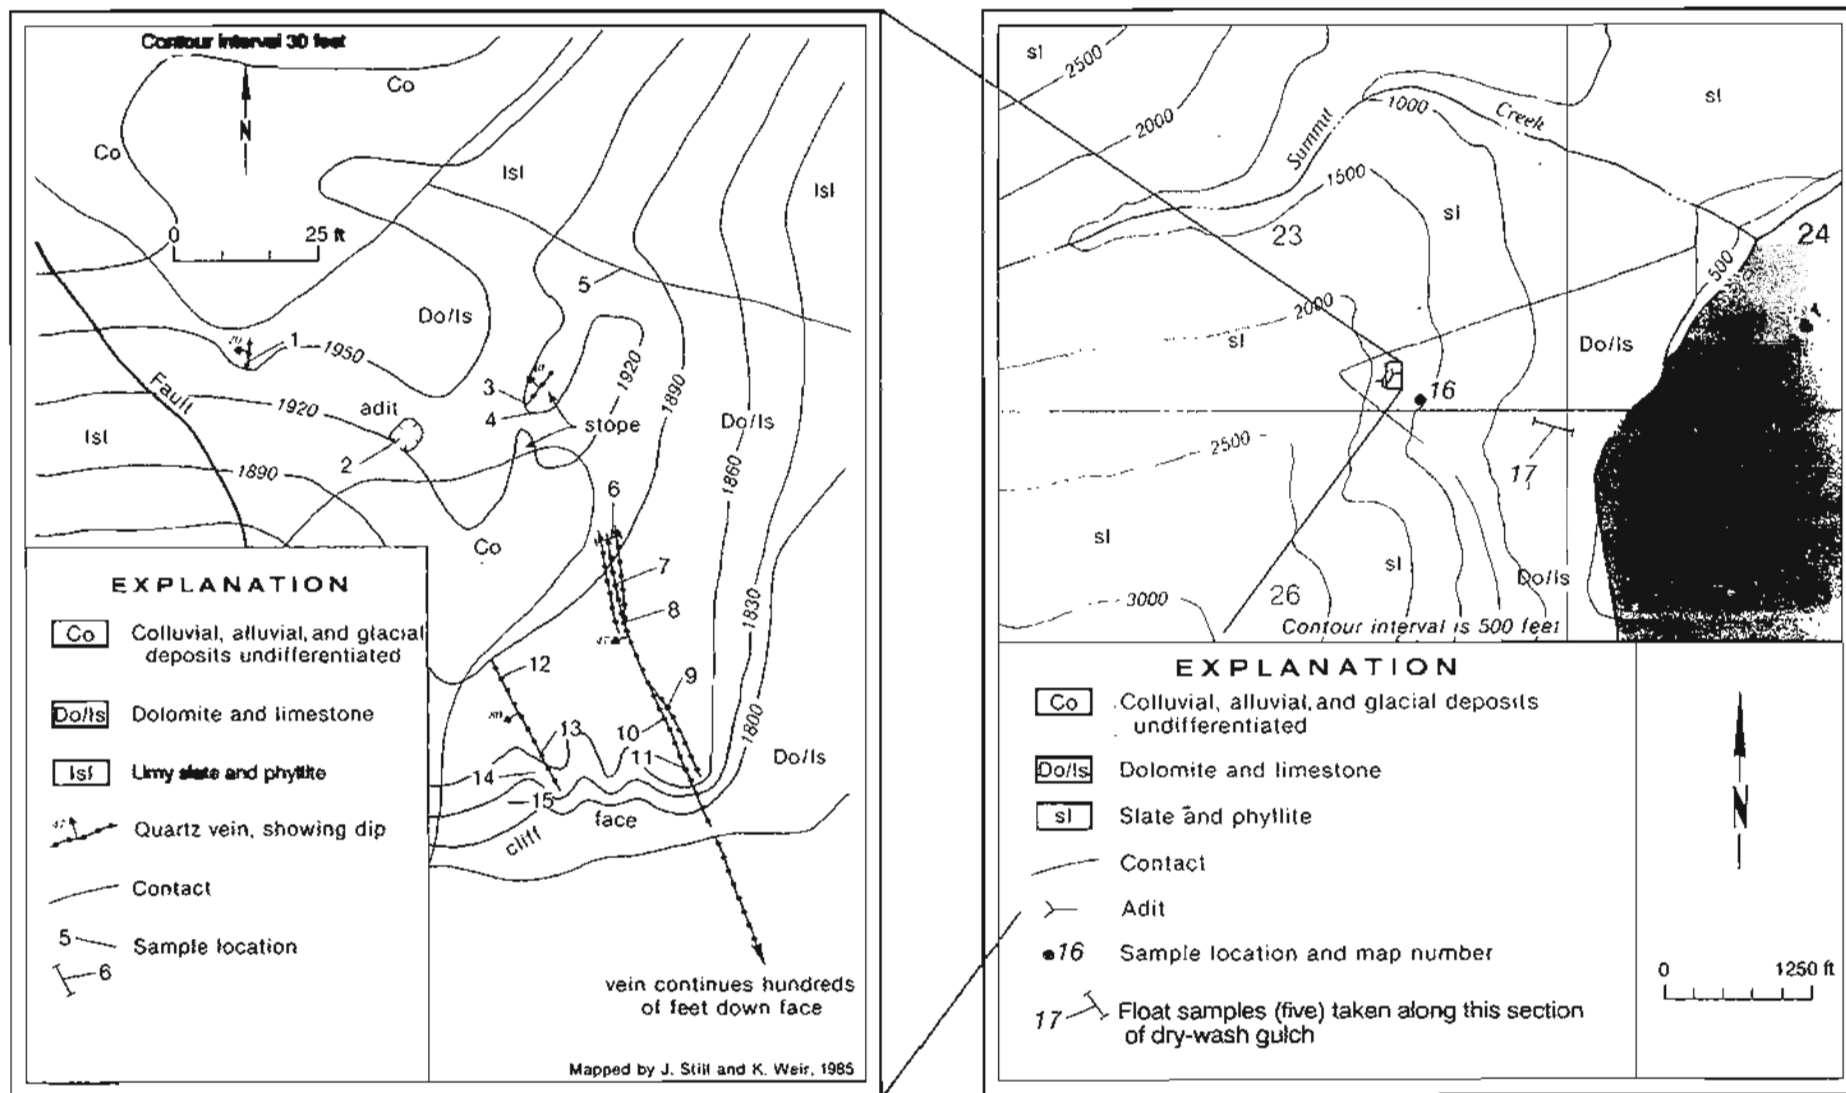 Contour interval 30 feet
Co
N
Co
lsl
lsl
0 25 ft
5
Do/ls
1
1950
Fault
3
1920
1890
1920
adit
4
stope
Do/ls
lsl
2
1890
6
1860
Co
7
8
1830
12
9
10
13
1800
11
14
Do/ls
15
cliff face
vein continues hundreds
of feet down face
Mapped by J. Still and K. Weir, 1985
EXPLANATION
Co Colluvial, alluvial, and glacial
deposits undifferentiated
Do/ls Dolomite and limestone
lsl Limy slate and phyllite
47 Quartz vein, showing dip
Contact
5 Sample location
6
sl
2500
2000
1000
Summit Creek
sl
1500
sl
23
24
500
2000
sl
Do/ls
16
2500
17
sl
sl
Do/ls
3000
26
Contour interval is 500 feet
EXPLANATION
Co Colluvial, alluvial, and glacial deposits
undifferentiated
Do/ls Dolomite and limestone
sl Slate and phyllite
Contact
Adit
16 Sample location and map number
17 Float samples (five) taken along this section
of dry-wash gulch
N
0 1250 ft